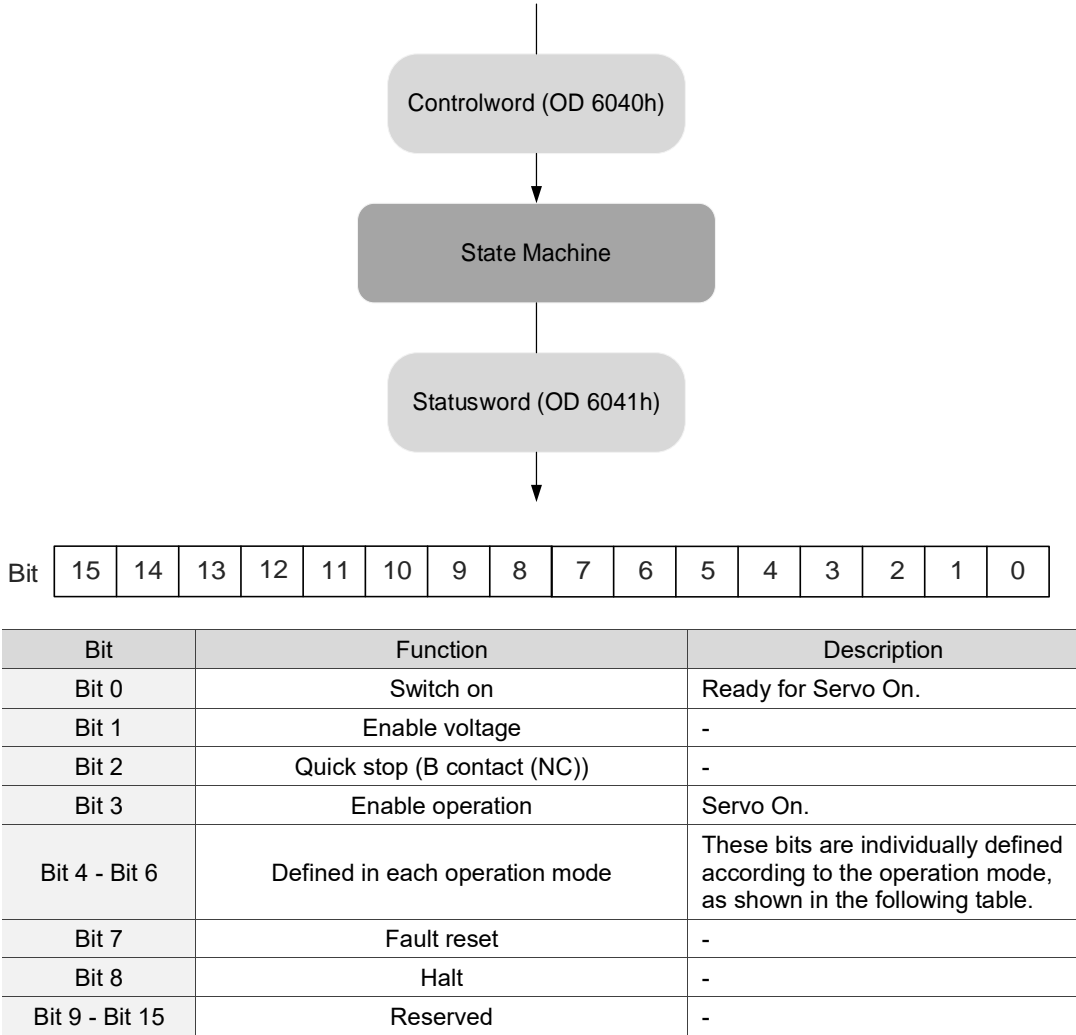 Controlword (OD 6040h)
State Machine
Statusword (OD 6041h)
Bit 15 14 13 12 11 10 9 8 7 6 5 4 3 2 1 0
Bit Function Description
Bit 0 Switch on Ready for Servo On.
Bit 1 Enable voltage -
Bit 2 Quick stop (B contact (NC)) -
Bit 3 Enable operation Servo On.
Bit 4 - Bit 6 Defined in each operation mode These bits are individually defined
according to the operation mode,
as shown in the following table.
Bit 7 Fault reset -
Bit 8 Halt -
Bit 9 - Bit 15 Reserved -